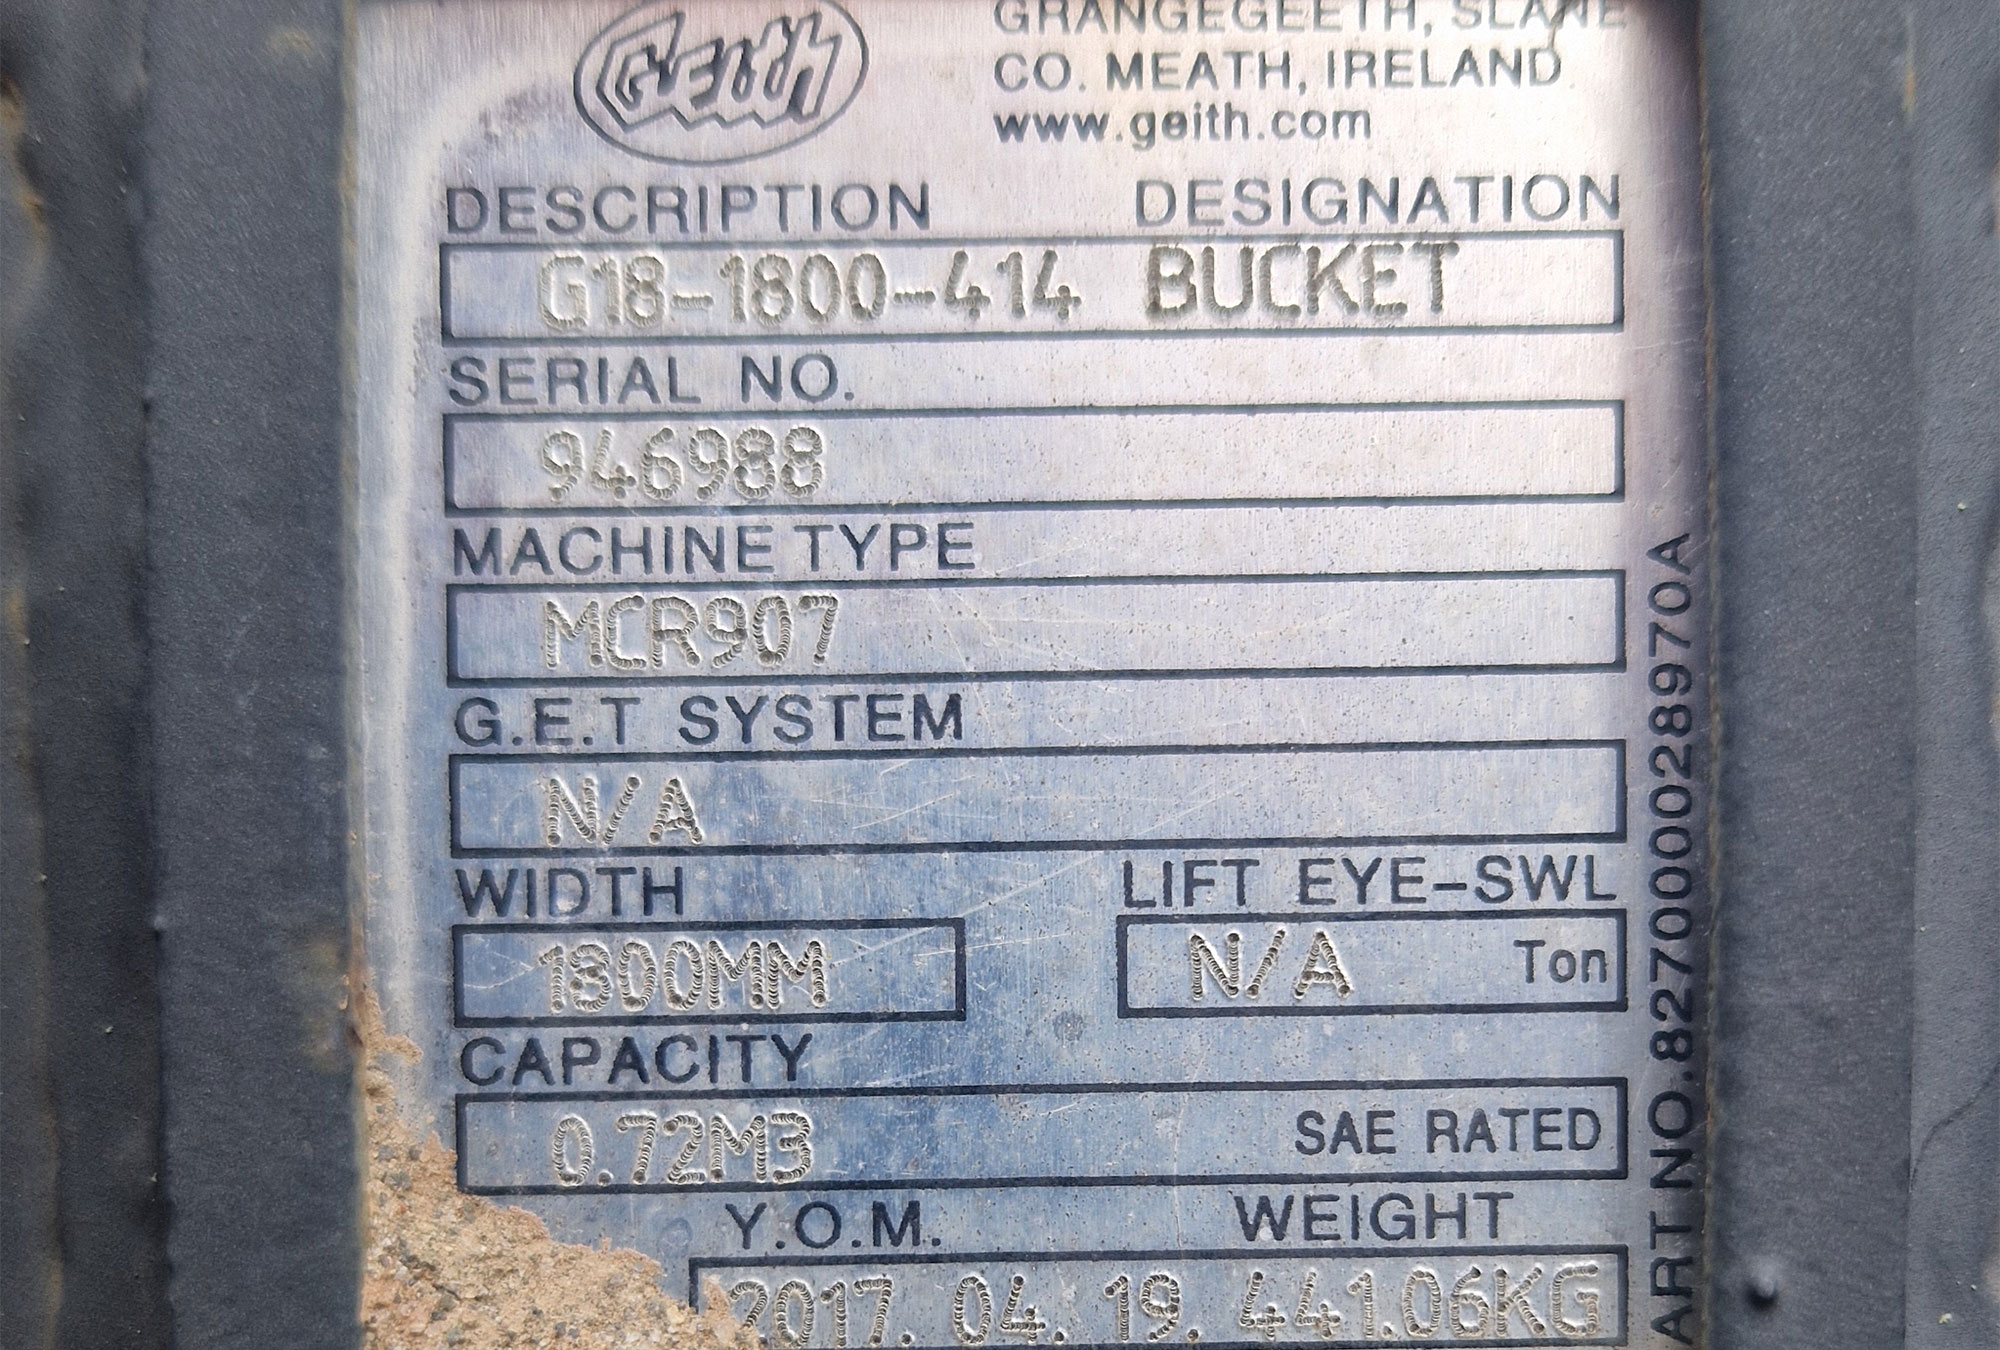 Geith
GRANGEGEETH, SLANE
CO. MEATH, IRELAND
www.geith.com
DESCRIPTION DESIGNATION
G18-1800-414 BUCKET
SERIAL NO.
946988
MACHINE TYPE
MCR907
G.E.T SYSTEM
N/A
WIDTH LIFT EYE-SWL
1800MM N/A Ton
CAPACITY
0.72M3 SAE RATED
Y.O.M. WEIGHT
2017. 04. 19. 441.06KG
ART NO.827000028970A